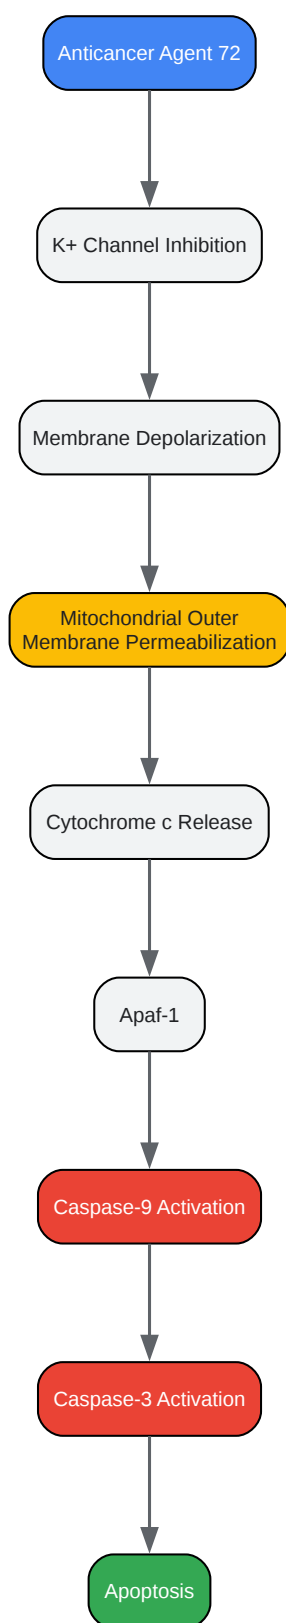 Anticancer Agent 72
K+ Channel Inhibition
Membrane Depolarization
Mitochondrial Outer
Membrane Permeabilization
Cytochrome c Release
Apaf-1
Caspase-9 Activation
Caspase-3 Activation
Apoptosis